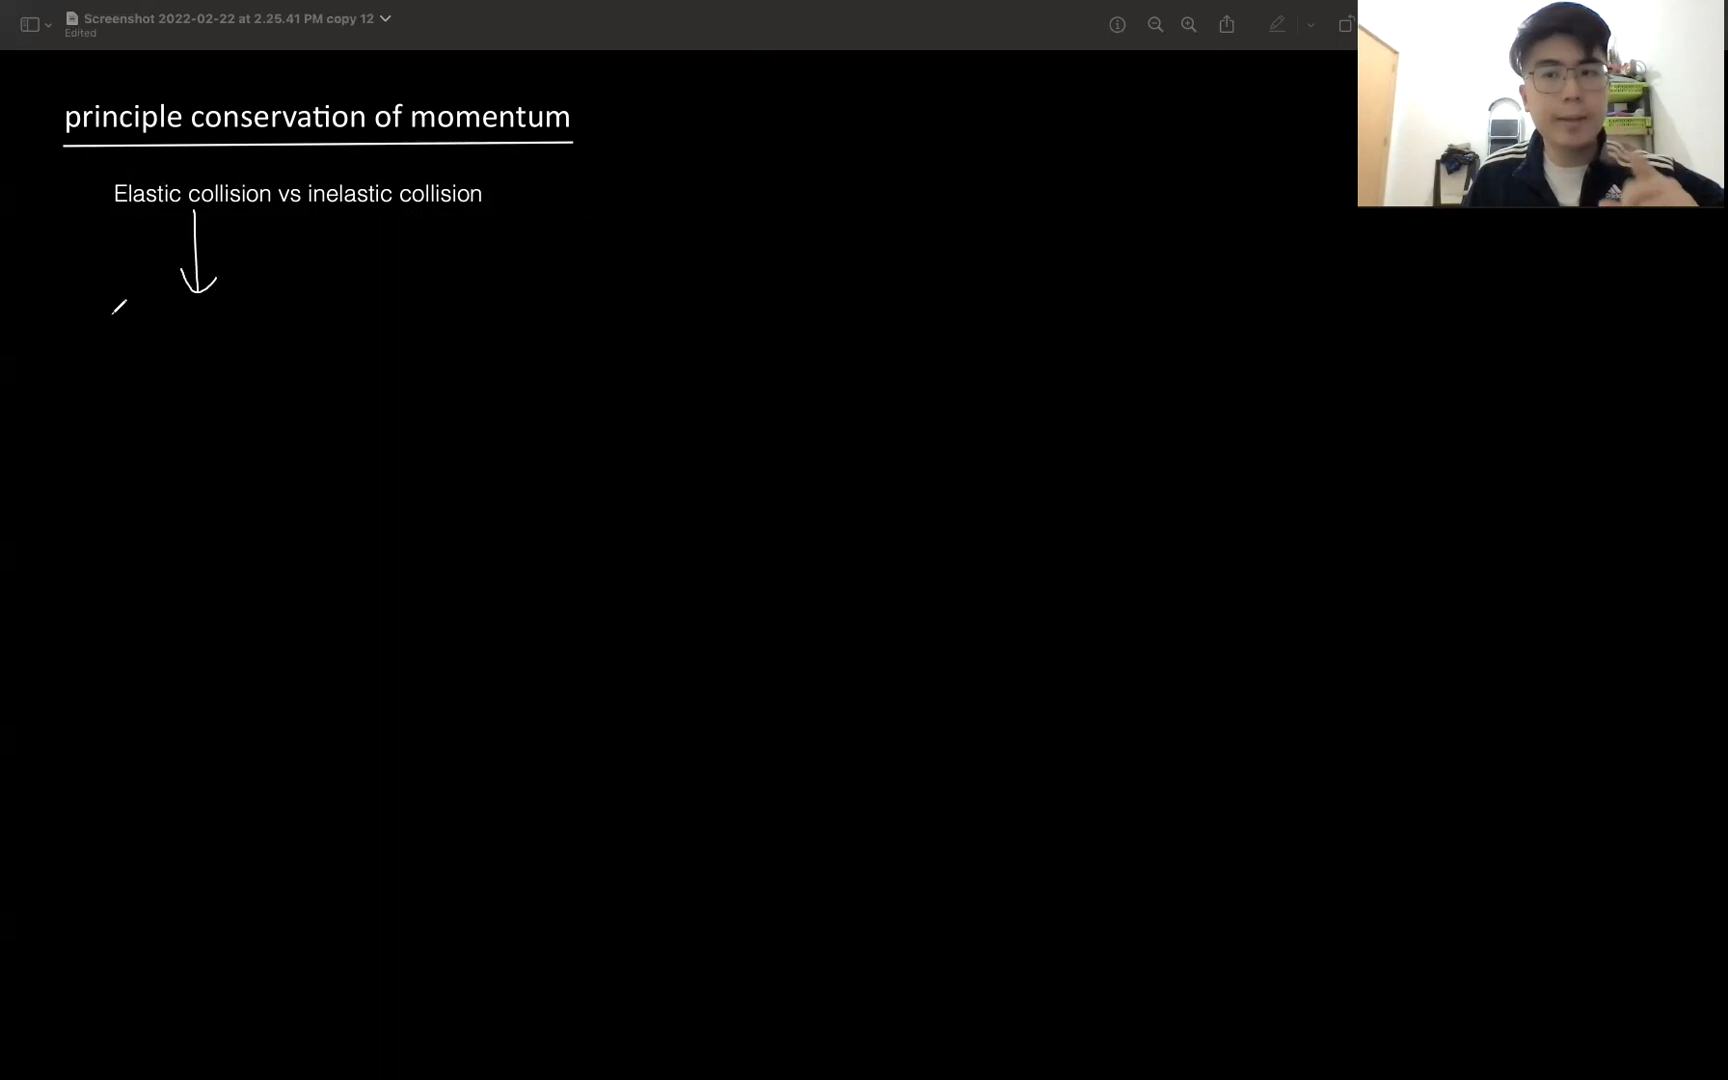 Screenshot 2022-02-22 at 2.25.41 PM copy 12
Edited
principle conservation of momentum
Elastic collision vs inelastic collision